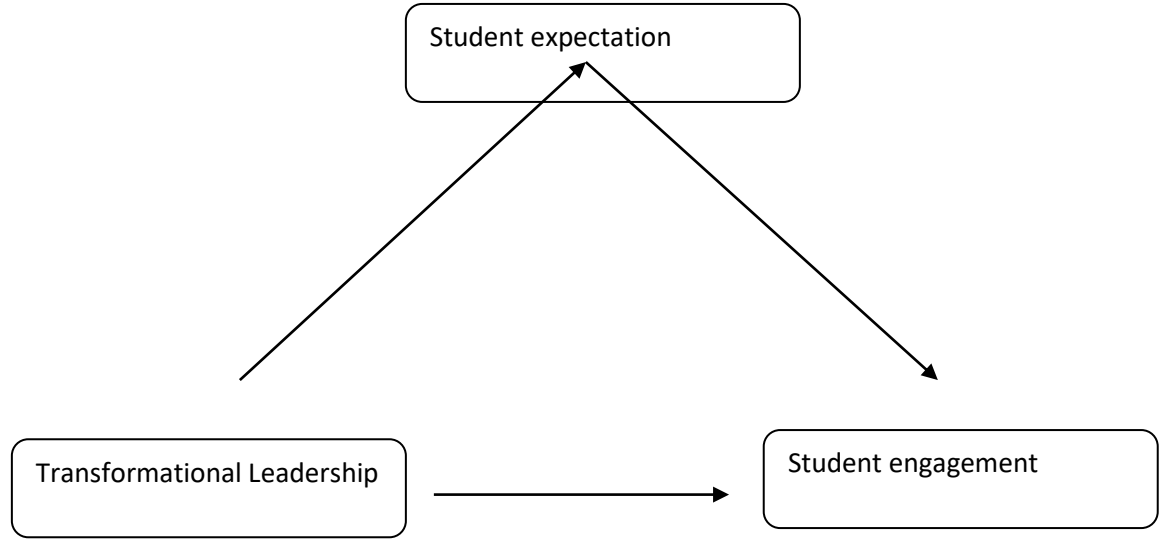 Student expectation
Transformational Leadership
Student engagement